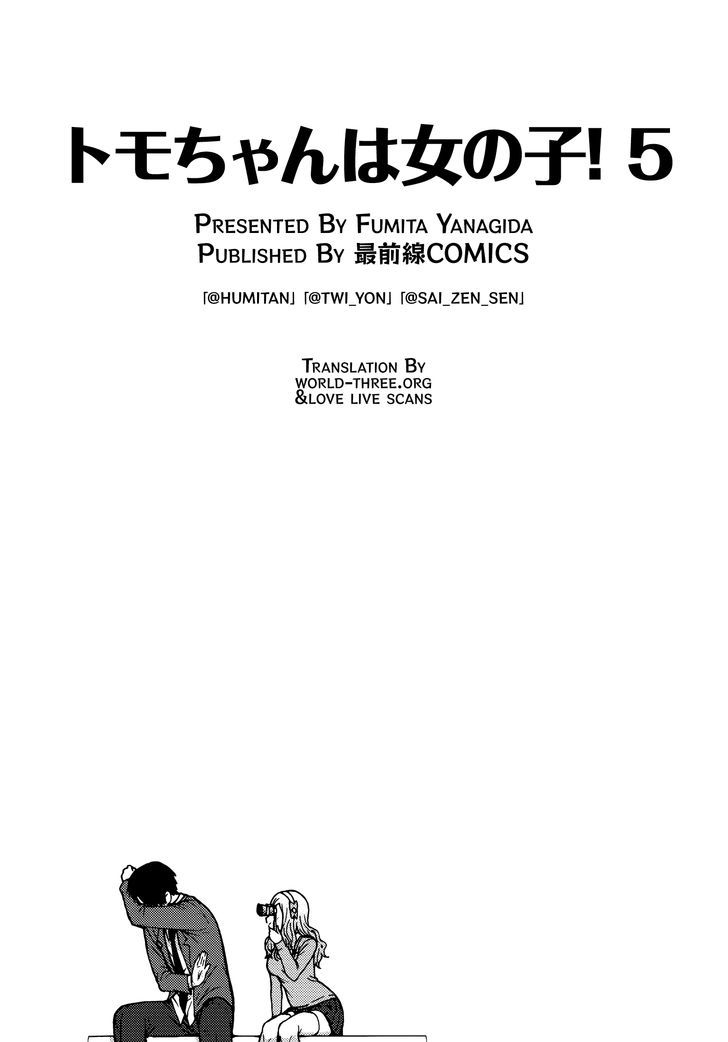 トモちゃんは女の子! 5
PRESENTED BY FUMITA YANAGIDA
PUBLISHED BY 最前線COMICS
「@HUMITAN」「@TWI_YON」「@SAI_ZEN_SEN」
TRANSLATION BY
WORLD-THREE.ORG
&LOVE LIVE SCANS